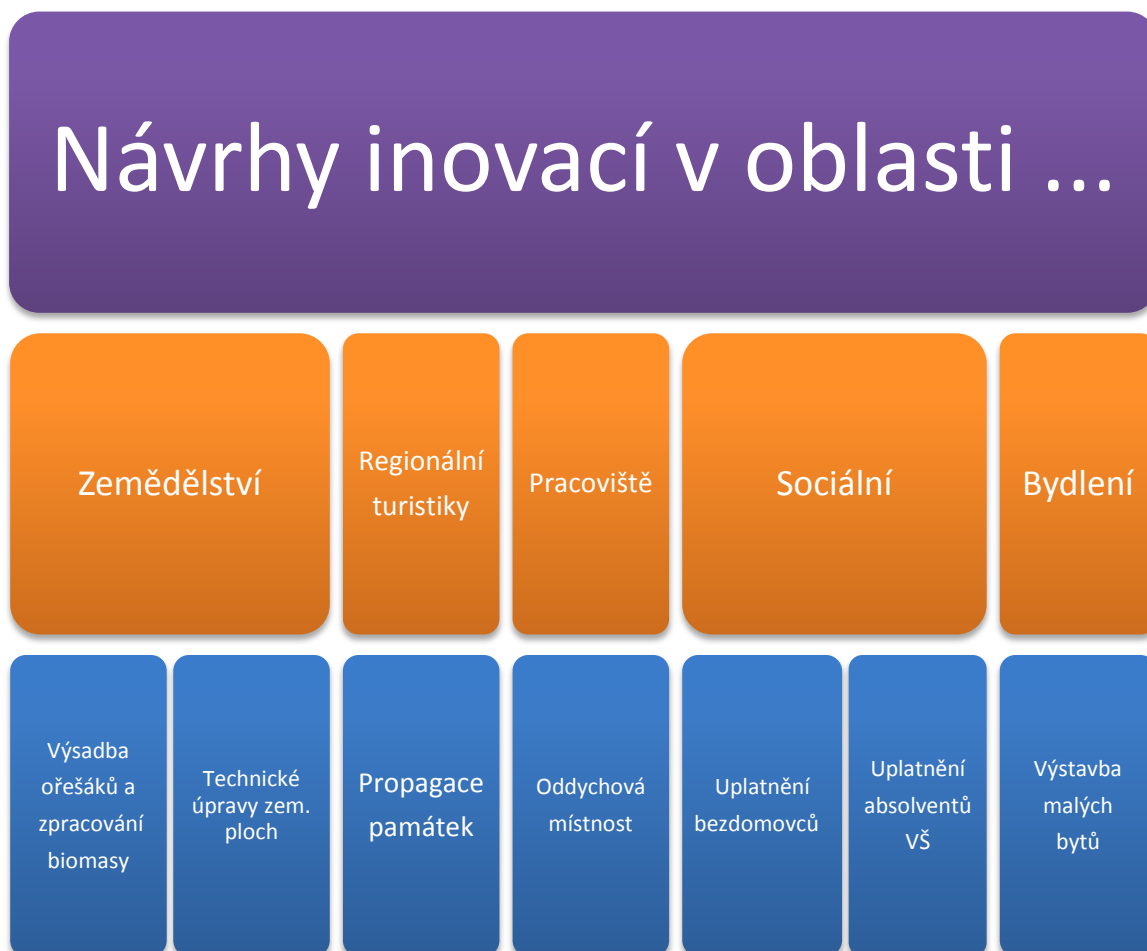 Návrhy inovací v oblasti ...
Zemědělství
Regionální
turistiky
Pracoviště
Sociální
Bydlení
Výsadba
ořešáků a
zpracování
biomasy
Technické
úpravy zem.
ploch
Propagace
památek
Oddychová
místnost
Uplatnění
bezdomovců
Uplatnění
absolventů
VŠ
Výstavba
malých
bytů